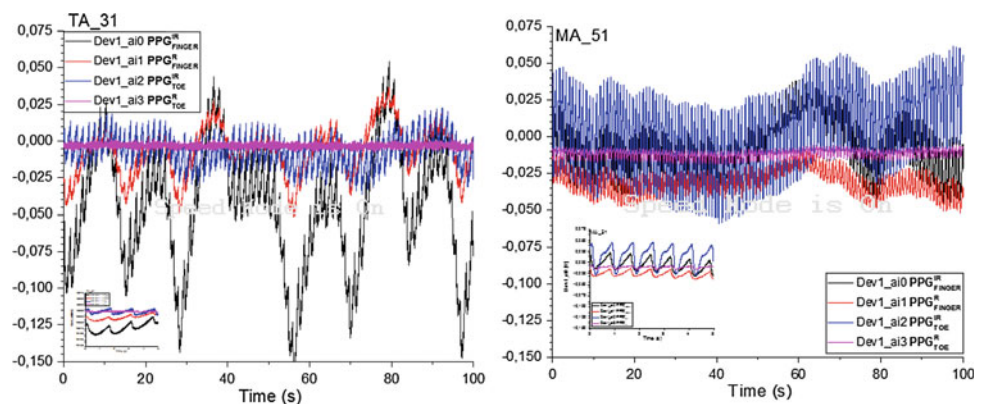 TA_31
0,075
0,050
0,025
0,000
-0,025
-0,050
-0,075
-0,100
-0,125
-0,150
Dev1_ai0 PPG^IR_FINGER
Dev1_ai1 PPG^R_FINGER
Dev1_ai2 PPG^IR_TOE
Dev1_ai3 PPG^R_TOE
Speed Mode is On
0 20 40 60 80 100
Time (s)
MA_51
0,075
0,050
0,025
0,000
-0,025
-0,050
-0,075
-0,100
-0,125
-0,150
Speed Mode is On
Time (s)
Dev1_ai0 PPG^IR_FINGER
Dev1_ai1 PPG^R_FINGER
Dev1_ai2 PPG^IR_TOE
Dev1_ai3 PPG^R_TOE
0 20 40 60 80 100
Time (s)